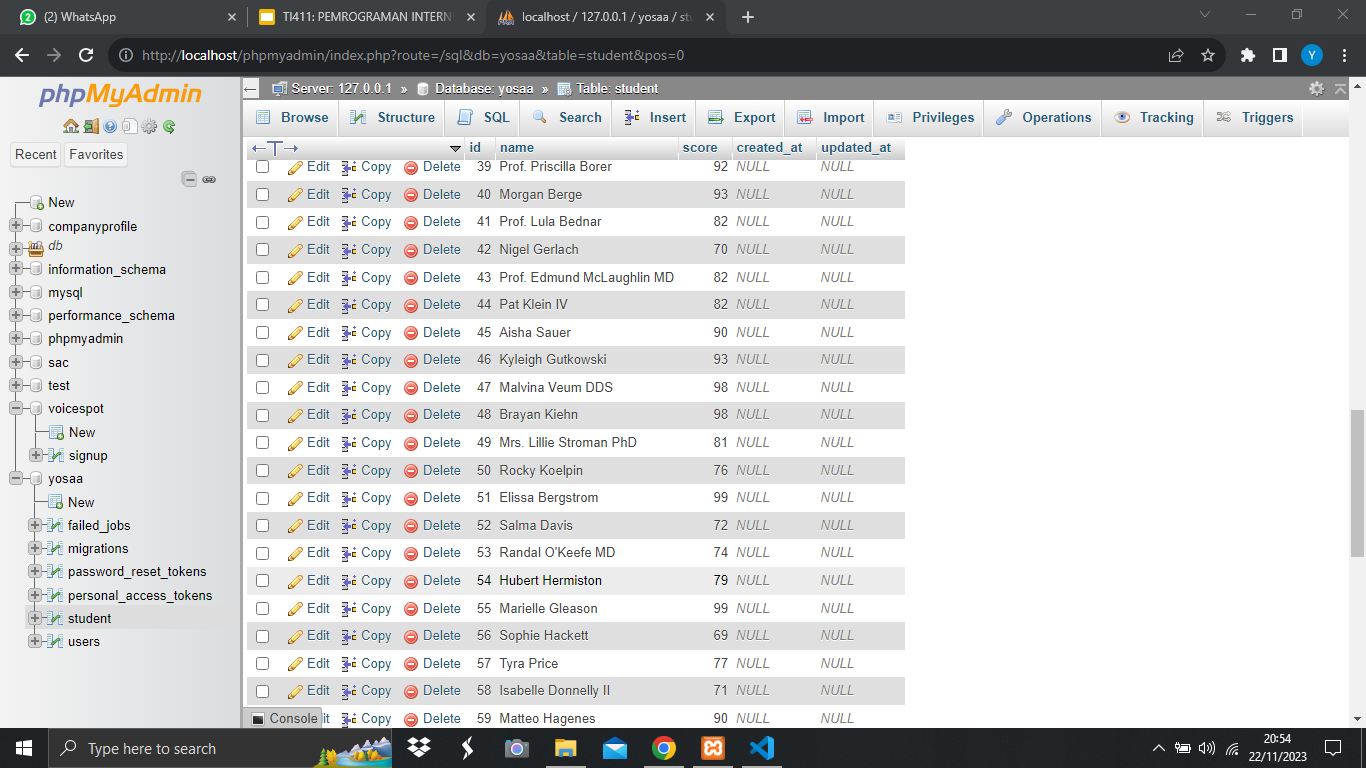 (2) WhatsApp
TI411: PEMROGRAMAN INTERN
localhost / 127.0.0.1 / yosaa / stu
http://localhost/phpmyadmin/index.php?route=/sql&db=yosaa&table=student&pos=0
Y
phpMyAdmin
Recent Favorites
New
companyprofile
db
information_schema
mysql
performance_schema
phpmyadmin
sac
test
voicespot
New
signup
yosaa
New
failed_jobs
migrations
password_reset_tokens
personal_access_tokens
student
users
Server: 127.0.0.1 » Database: yosaa » Table: student
Browse Structure SQL Search Insert Export Import Privileges Operations Tracking Triggers
id name score created_at updated_at
Edit Copy Delete 39 Prof. Priscilla Borer 92 NULL NULL
Edit Copy Delete 40 Morgan Berge 93 NULL NULL
Edit Copy Delete 41 Prof. Lula Bednar 82 NULL NULL
Edit Copy Delete 42 Nigel Gerlach 70 NULL NULL
Edit Copy Delete 43 Prof. Edmund McLaughlin MD 82 NULL NULL
Edit Copy Delete 44 Pat Klein IV 82 NULL NULL
Edit Copy Delete 45 Aisha Sauer 90 NULL NULL
Edit Copy Delete 46 Kyleigh Gutkowski 93 NULL NULL
Edit Copy Delete 47 Malvina Veum DDS 98 NULL NULL
Edit Copy Delete 48 Brayan Kiehn 98 NULL NULL
Edit Copy Delete 49 Mrs. Lillie Stroman PhD 81 NULL NULL
Edit Copy Delete 50 Rocky Koelpin 76 NULL NULL
Edit Copy Delete 51 Elissa Bergstrom 99 NULL NULL
Edit Copy Delete 52 Salma Davis 72 NULL NULL
Edit Copy Delete 53 Randal O'Keefe MD 74 NULL NULL
Edit Copy Delete 54 Hubert Hermiston 79 NULL NULL
Edit Copy Delete 55 Marielle Gleason 99 NULL NULL
Edit Copy Delete 56 Sophie Hackett 69 NULL NULL
Edit Copy Delete 57 Tyra Price 77 NULL NULL
Edit Copy Delete 58 Isabelle Donnelly II 71 NULL NULL
Console it Copy Delete 59 Matteo Hagenes 90 NULL NULL
Type here to search
20:54
22/11/2023